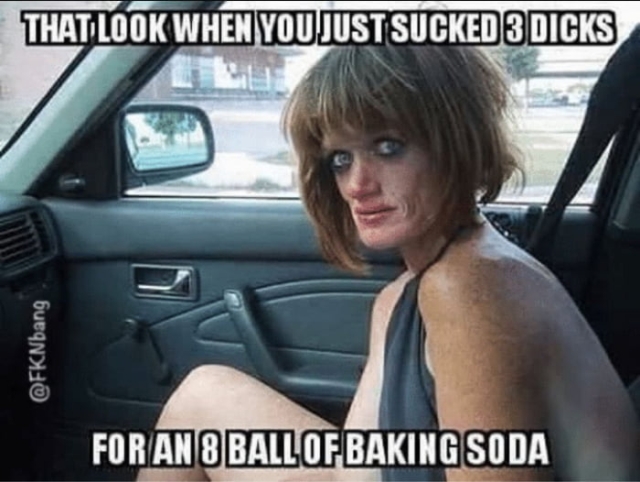 THAT LOOK WHEN YOU JUST SUCKED 3 DICKS
@FKNbang
FOR AN 8 BALL OF BAKING SODA